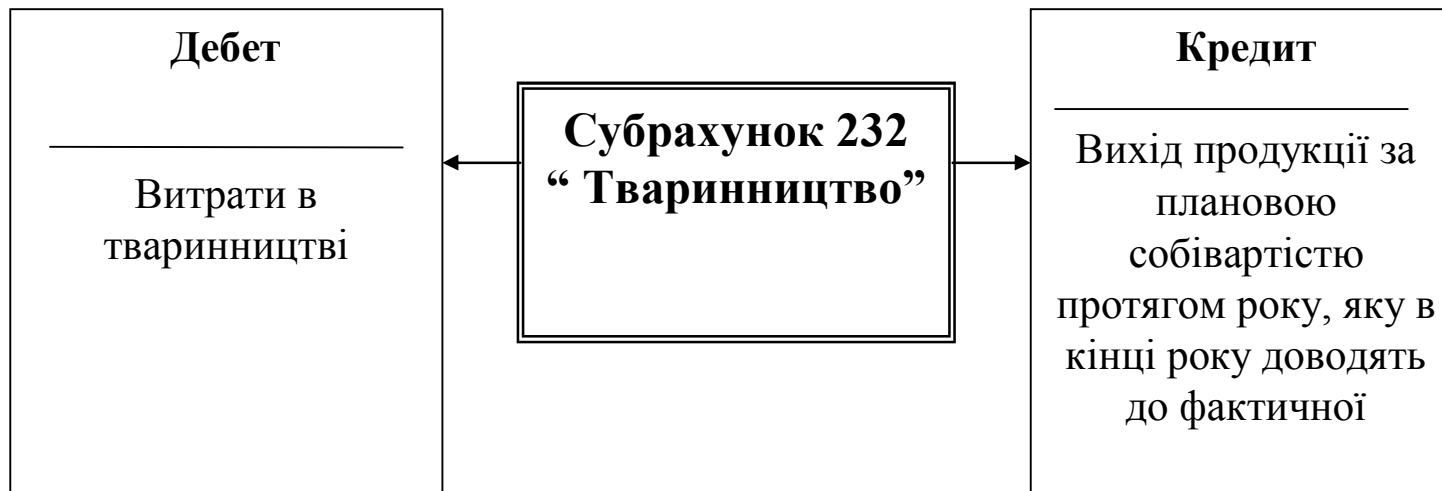 Дебет
Витрати в
тваринництві
Субрахунок 232
“ Тваринництво”
Кредит
Вихід продукції за
плановою
собівартістю
протягом року, яку в
кінці року доводять
до фактичної